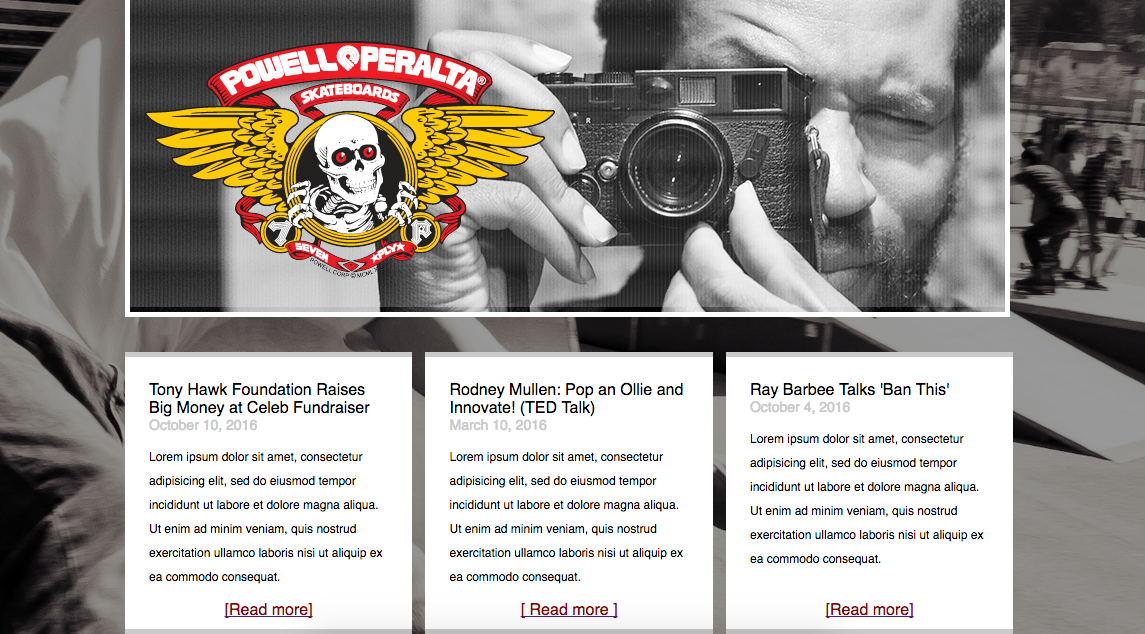 POWELL PERALTA®
SKATEBOARDS
7 P
SEVEN PLY
POWELL CORP © MCML
R
Tony Hawk Foundation Raises
Big Money at Celeb Fundraiser
October 10, 2016
Lorem ipsum dolor sit amet, consectetur
adipisicing elit, sed do eiusmod tempor
incididunt ut labore et dolore magna aliqua.
Ut enim ad minim veniam, quis nostrud
exercitation ullamco laboris nisi ut aliquip ex
ea commodo consequat.
[Read more]
Rodney Mullen: Pop an Ollie and
Innovate! (TED Talk)
March 10, 2016
Lorem ipsum dolor sit amet, consectetur
adipisicing elit, sed do eiusmod tempor
incididunt ut labore et dolore magna aliqua.
Ut enim ad minim veniam, quis nostrud
exercitation ullamco laboris nisi ut aliquip ex
ea commodo consequat.
[ Read more ]
Ray Barbee Talks 'Ban This'
October 4, 2016
Lorem ipsum dolor sit amet, consectetur
adipisicing elit, sed do eiusmod tempor
incididunt ut labore et dolore magna aliqua.
Ut enim ad minim veniam, quis nostrud
exercitation ullamco laboris nisi ut aliquip ex
ea commodo consequat.
[Read more]